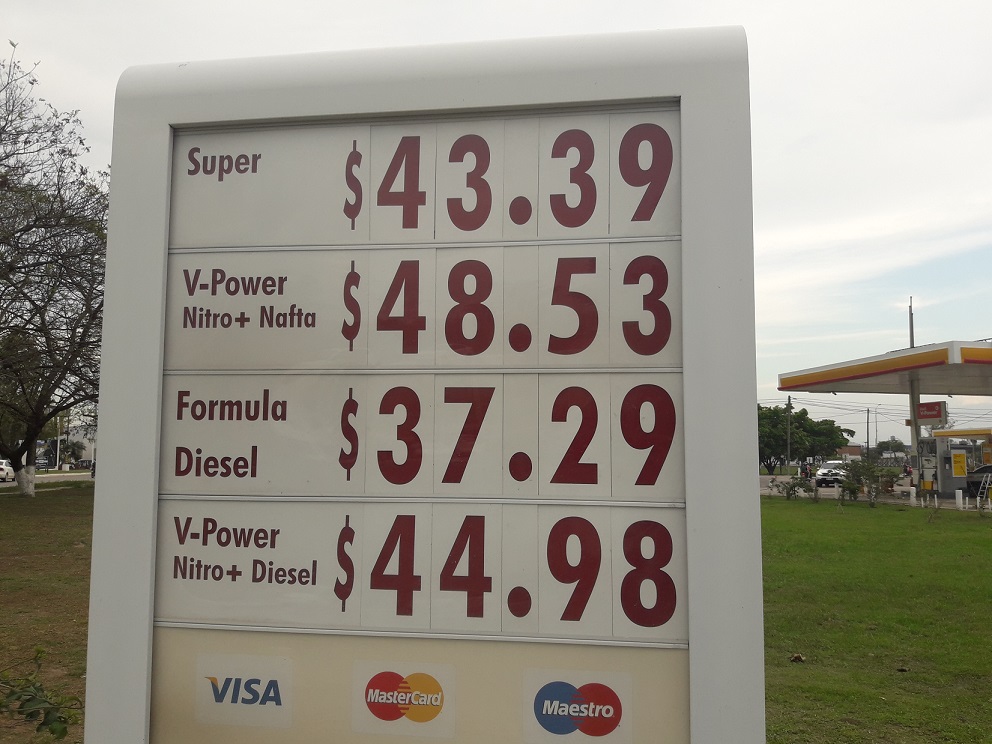 Super $43.39
V-Power $48.53
Nitro+ Nafta
Formula $37.29
Diesel
V-Power $44.98
Nitro+ Diesel
VISA MasterCard Maestro